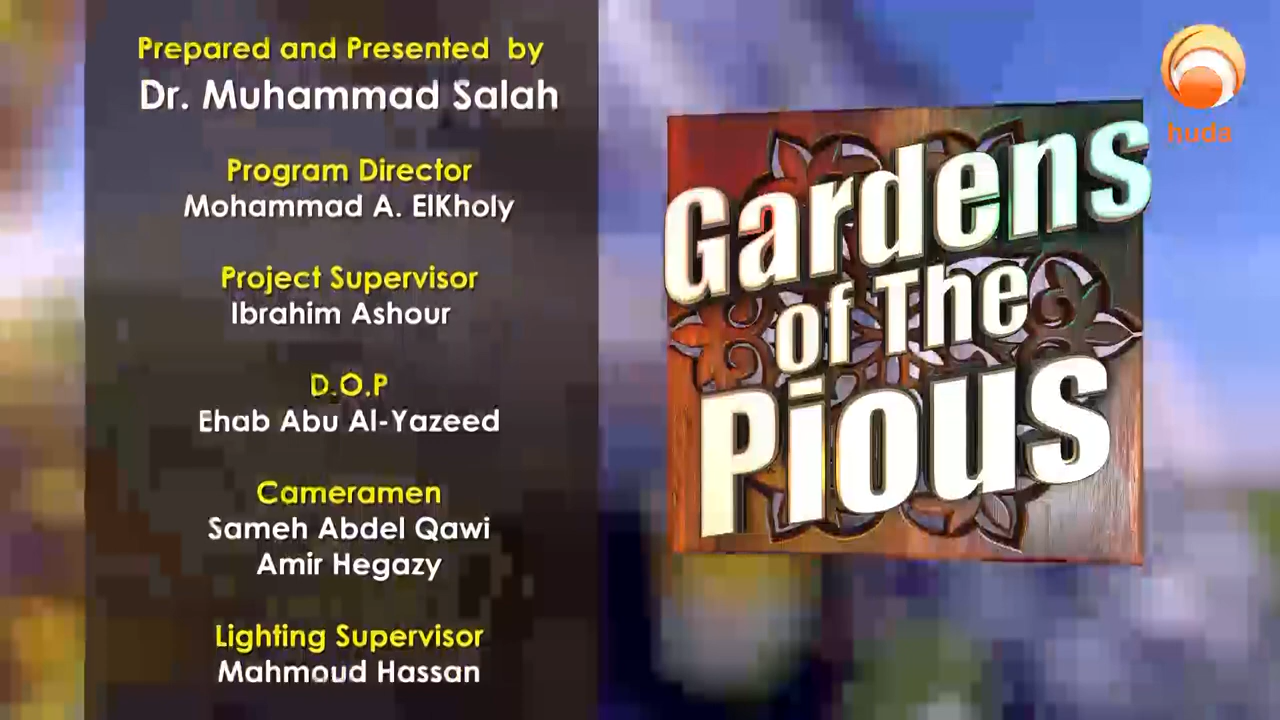 Prepared and Presented by
Dr. Muhammad Salah
Program Director
Mohammad A. ElKholy
Project Supervisor
Ibrahim Ashour
D.O.P
Ehab Abu Al-Yazeed
Cameramen
Sameh Abdel Qawi
Amir Hegazy
Lighting Supervisor
Mahmoud Hassan
Gardens
of The
Pious
huda